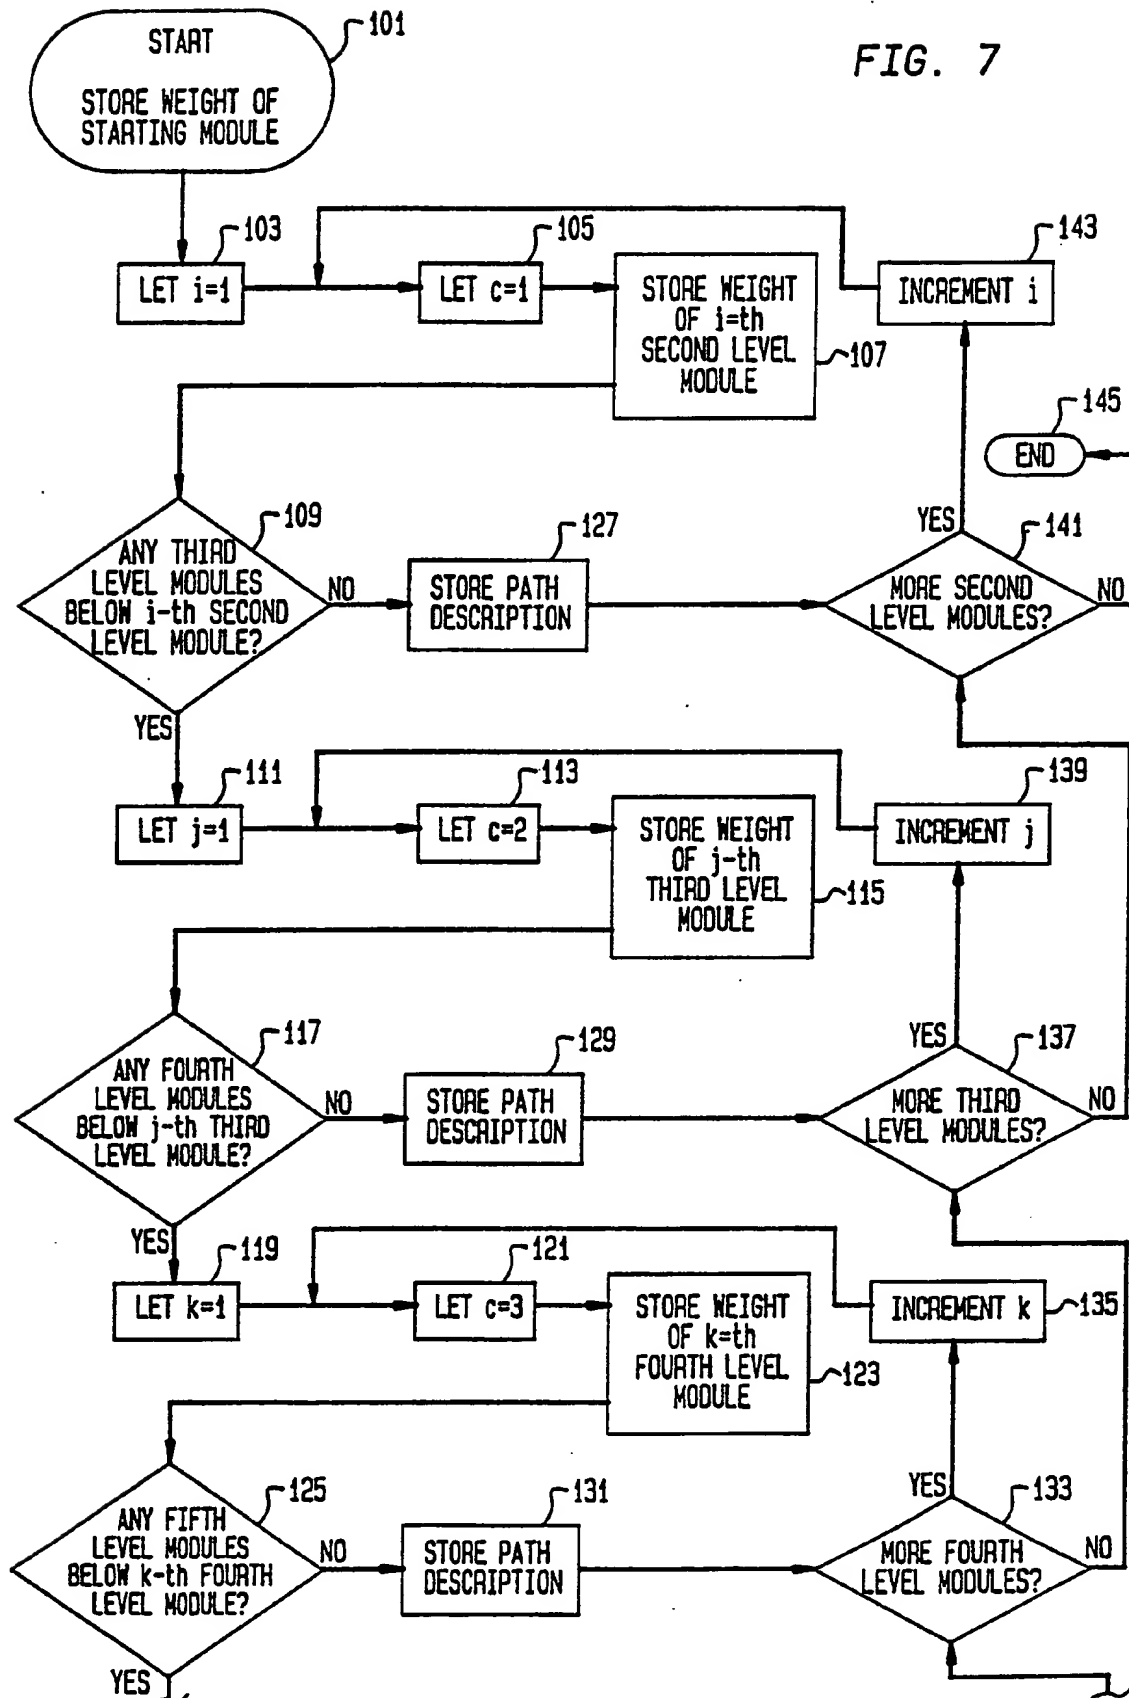 FIG. 7
101
START
STORE WEIGHT OF
STARTING MODULE
103
LET i=1
105
LET c=1
STORE WEIGHT
OF i=th
SECOND LEVEL
MODULE
107
143
INCREMENT i
145
END
109
ANY THIRD
LEVEL MODULES
BELOW i-th SECOND
LEVEL MODULE?
NO
YES
127
STORE PATH
DESCRIPTION
YES
141
MORE SECOND
LEVEL MODULES?
NO
111
LET j=1
113
LET c=2
STORE WEIGHT
OF j-th
THIRD LEVEL
MODULE
115
139
INCREMENT j
117
ANY FOURTH
LEVEL MODULES
BELOW j-th THIRD
LEVEL MODULE?
NO
YES
129
STORE PATH
DESCRIPTION
YES
137
MORE THIRD
LEVEL MODULES?
NO
119
LET k=1
121
LET c=3
STORE WEIGHT
OF k=th
FOURTH LEVEL
MODULE
123
INCREMENT k
135
125
ANY FIFTH
LEVEL MODULES
BELOW k-th FOURTH
LEVEL MODULE?
NO
YES
131
STORE PATH
DESCRIPTION
YES
133
MORE FOURTH
LEVEL MODULES?
NO